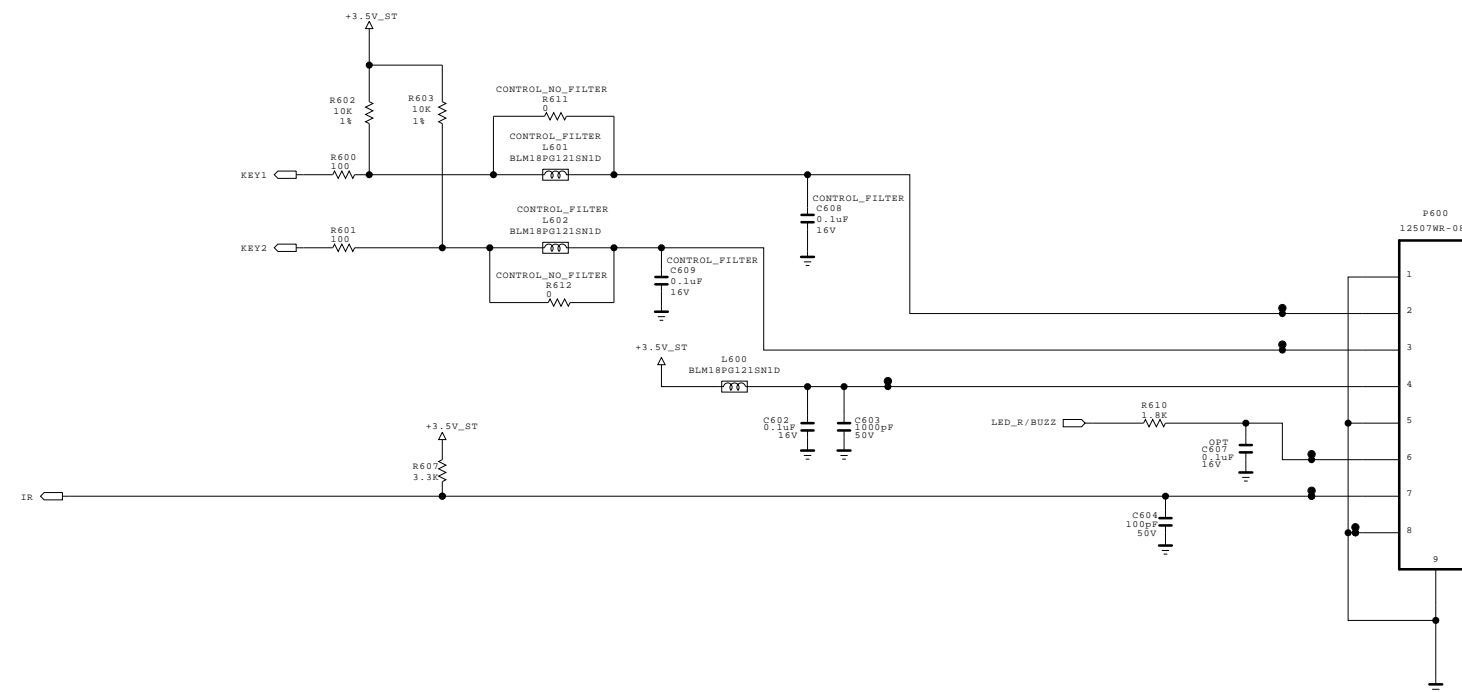 +3.5V_ST
R602
10K
1%
R603
10K
1%
CONTROL_NO_FILTER
R611
0
CONTROL_FILTER
L601
BLM18PG121SN1D
R600
100
KEY1
CONTROL_FILTER
C608
0.1uF
16V
CONTROL_FILTER
L602
BLM18PG121SN1D
R601
100
KEY2
CONTROL_NO_FILTER
R612
0
CONTROL_FILTER
C609
0.1uF
16V
P600
12507WR-08
1
2
3
4
5
6
7
8
9
+3.5V_ST
L600
BLM18PG121SN1D
C602
0.1uF
16V
C603
1000pF
50V
LED_R/BUZZ
R610
1.8K
OPT
C607
0.1uF
16V
+3.5V_ST
R607
3.3K
IR
C604
100pF
50V